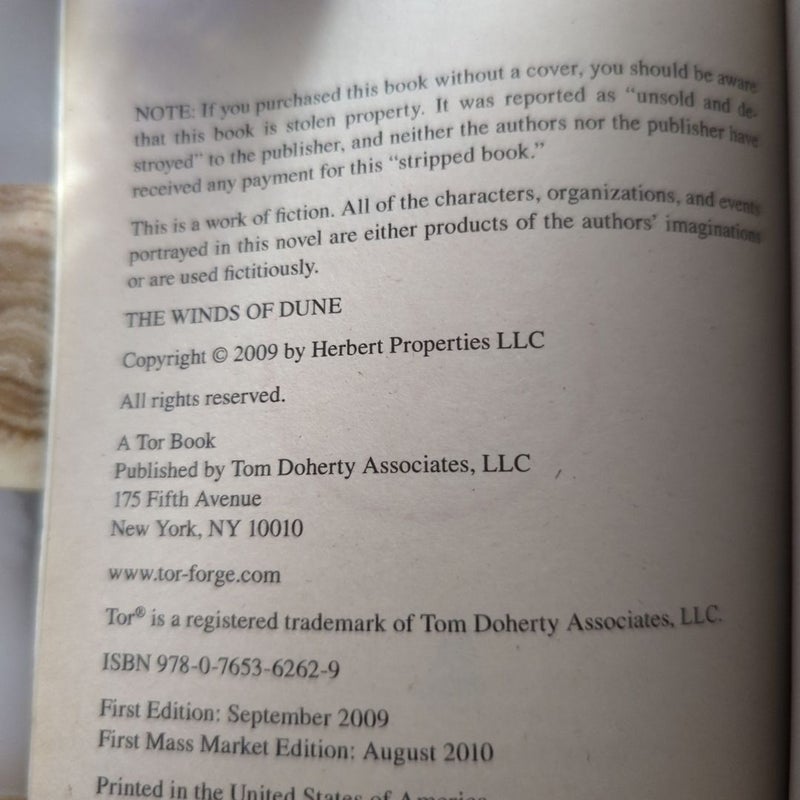 NOTE: If you purchased this book without a cover, you should be aware
that this book is stolen property. It was reported as “unsold and de-
stroyed” to the publisher, and neither the authors nor the publisher have
received any payment for this “stripped book.”
This is a work of fiction. All of the characters, organizations, and events
portrayed in this novel are either products of the authors’ imaginations
or are used fictitiously.
THE WINDS OF DUNE
Copyright © 2009 by Herbert Properties LLC
All rights reserved.
A Tor Book
Published by Tom Doherty Associates, LLC
175 Fifth Avenue
New York, NY 10010
www.tor-forge.com
Tor® is a registered trademark of Tom Doherty Associates, LLC.
ISBN 978-0-7653-6262-9
First Edition: September 2009
First Mass Market Edition: August 2010
Printed in the United States of America